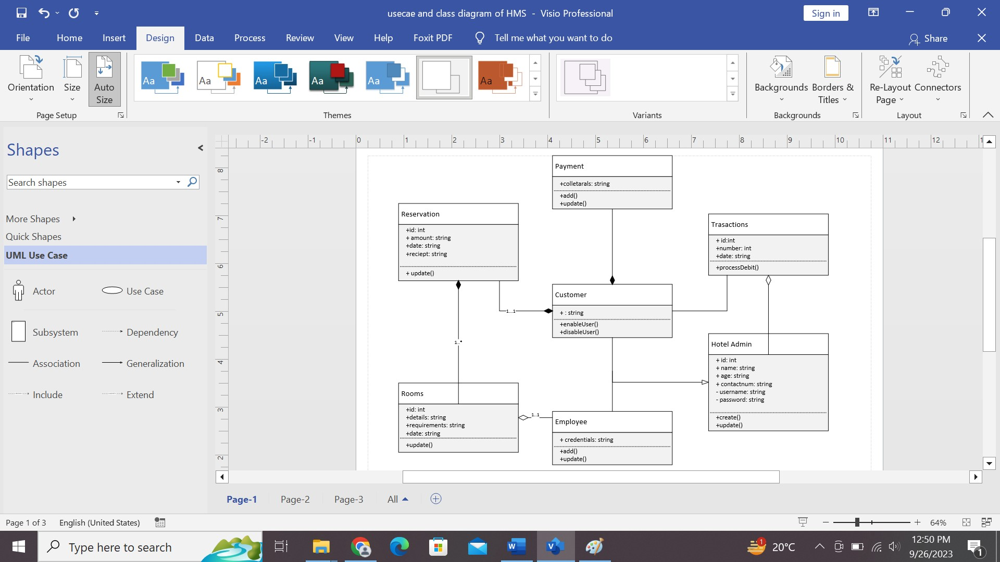 usecae and class diagram of HMS - Visio Professional
Sign in
File Home Insert Design Data Process Review View Help Foxit PDF Tell me what you want to do Share
Orientation
Size
Auto
Size
Page Setup
Aa Aa Aa Aa Aa Aa
Themes
Variants
Backgrounds
Borders &
Titles
Backgrounds
Re-Layout
Page
Connectors
Layout
Shapes
Search shapes
More Shapes
Quick Shapes
UML Use Case
Actor
Use Case
Subsystem
Dependency
Association
Generalization
Include
Extend
-2 -1 0 1 2 3 4 5 6 7 8 9 10 11 12 1
8
7
6
5
4
3
2
Payment
+colletarals: string
+add()
+update()
Reservation
+id: int
+ amount: string
+date: string
+reciept: string
+ update()
Trasactions
+ id:int
+number: int
+date: string
+processDebit()
Customer
+ : string
+enableUser()
+disableUser()
1...1
1..*
Hotel Admin
+ id: int
+ name: string
+ age: string
+ contactnum: string
- username: string
- password: string
+create()
+update()
Rooms
+id: int
+details: string
+requirements: string
+date: string
+update()
1..1
Employee
+ credentials: string
+add()
+update()
Page-1 Page-2 Page-3 All
Page 1 of 3 English (United States)
64%
Type here to search
1
20°C
12:50 PM
9/26/2023
1